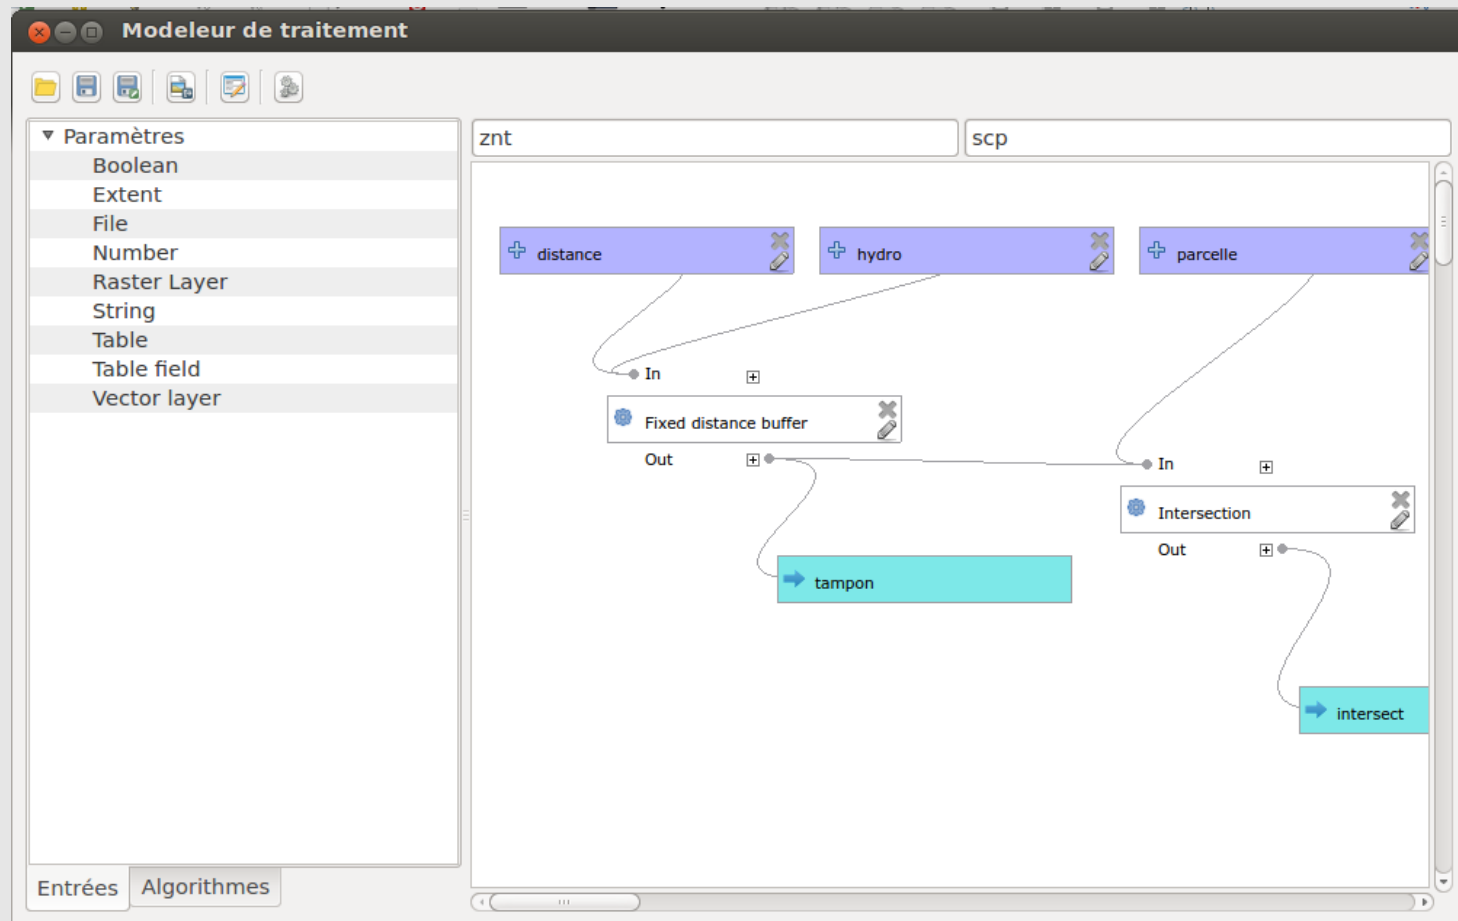 Modeleur de traitement
Paramètres
Boolean
Extent
File
Number
Raster Layer
String
Table
Table field
Vector layer
Entrées
Algorithmes
znt
scp
distance
hydro
parcelle
In
Fixed distance buffer
Out
In
Intersection
Out
tampon
intersect